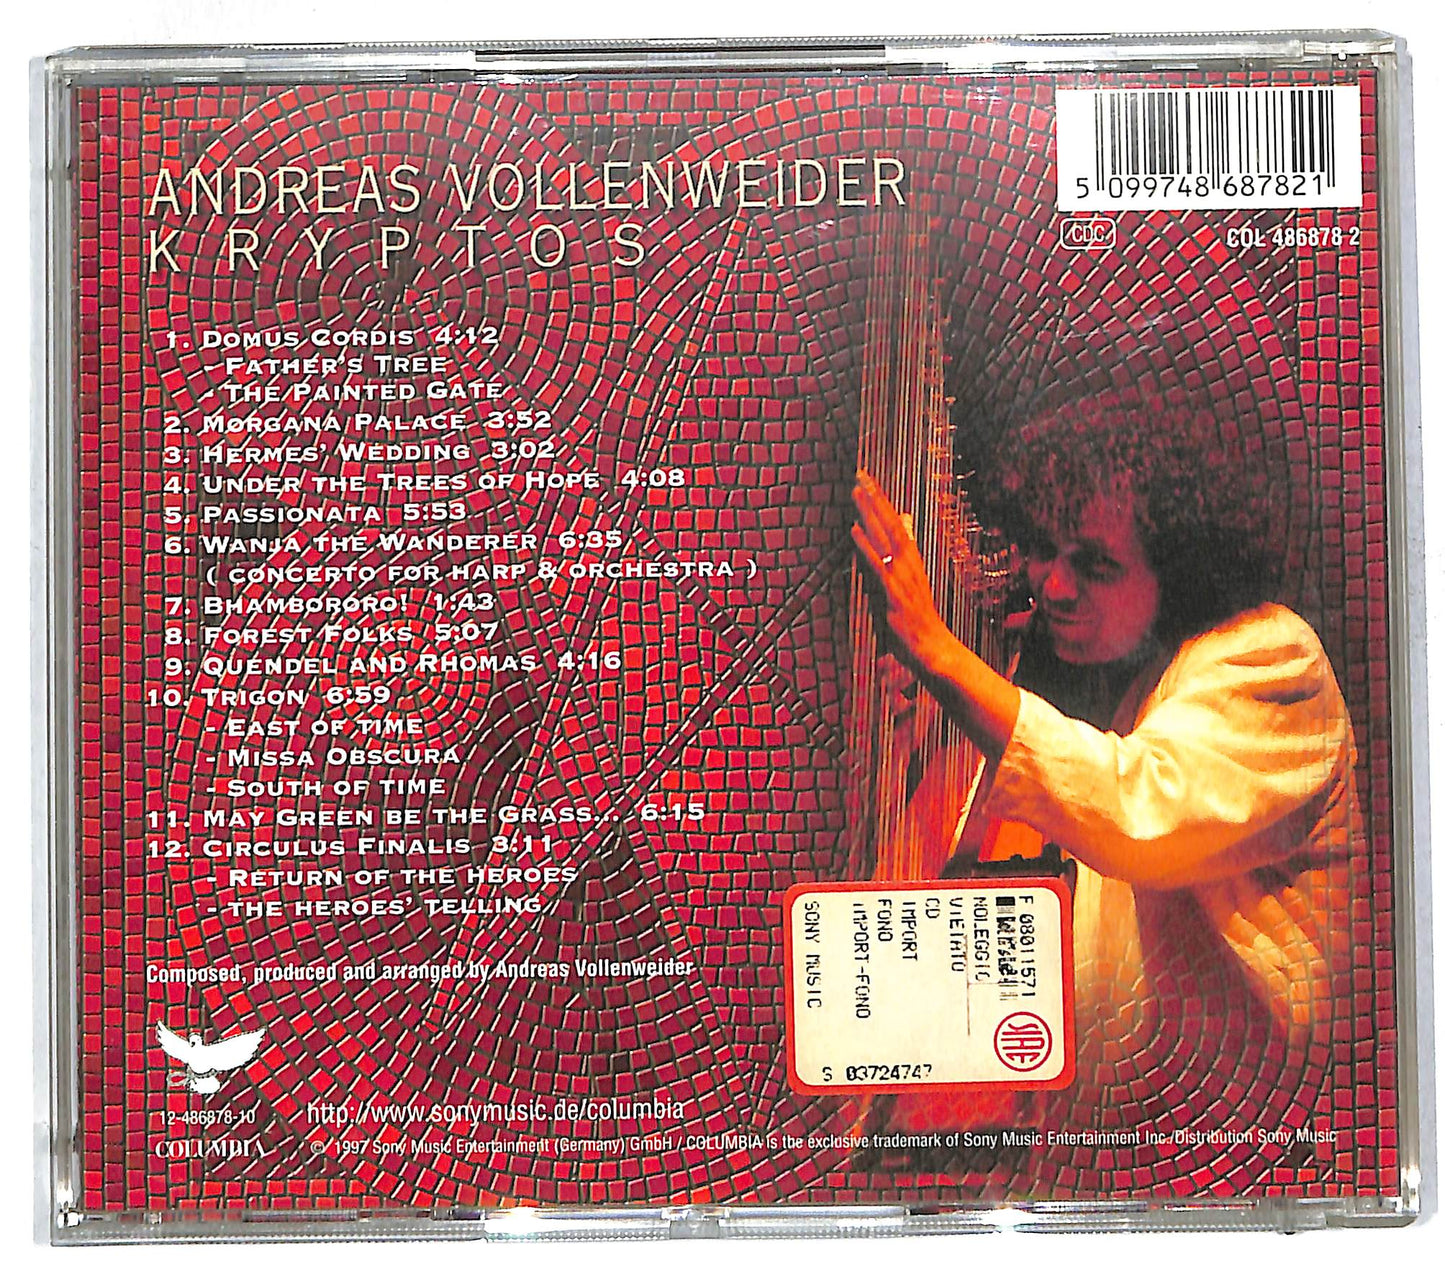 ANDREAS VOLLENWEIDER
KRYPTOS
5 099748 687821
CDC
COL 486878 2
1. DOMUS CORDIS 4:12
- FATHER'S TREE
- THE PAINTED GATE
2. MORGANA PALACE 3:52
3. HERMES' WEDDING 3:02
4. UNDER THE TREES OF HOPE 4:08
5. PASSIONATA 5:53
6. WANJA THE WANDERER 6:35
( CONCERTO FOR HARP & ORCHESTRA )
7. BHAMBORORO! 1:43
8. FOREST FOLKS 5:07
9. QUENDEL AND RHOMAS 4:16
10. TRIGON 6:59
- EAST OF TIME
- MISSA OBSCURA
- SOUTH OF TIME
11. MAY GREEN BE THE GRASS... 6:15
12. CIRCULUS FINALIS 3:11
- RETURN OF THE HEROES
- THE HEROES' TELLING
Composed, produced and arranged by Andreas Vollenweider
F 08011571
NOLEGGIO
VIETATO
CD
IMPORT
FONO
IMPORT-FONO
SONY MUSIC
SIAE
S 03724747
12-486878-10
http://www.sonymusic.de/columbia
COLUMBIA
© 1997 Sony Music Entertainment (Germany) GmbH / COLUMBIA is the exclusive trademark of Sony Music Entertainment Inc./Distribution Sony Music